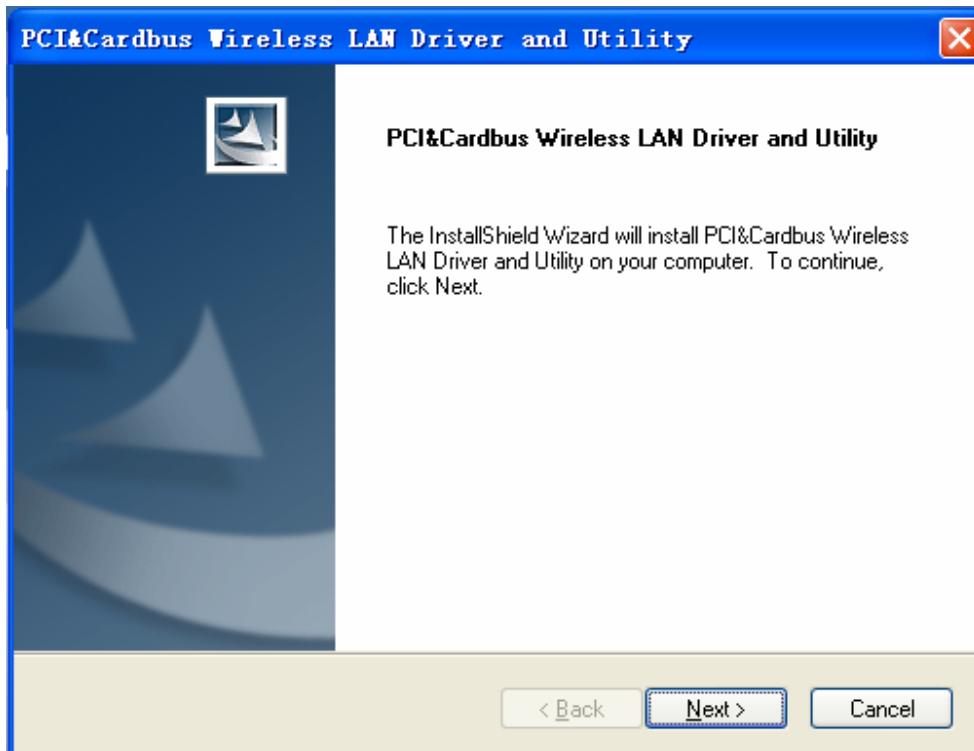 PCI&Cardbus Wireless LAN Driver and Utility
PCI&Cardbus Wireless LAN Driver and Utility
The InstallShield Wizard will install PCI&Cardbus Wireless
LAN Driver and Utility on your computer. To continue,
click Next.
< Back
Next >
Cancel